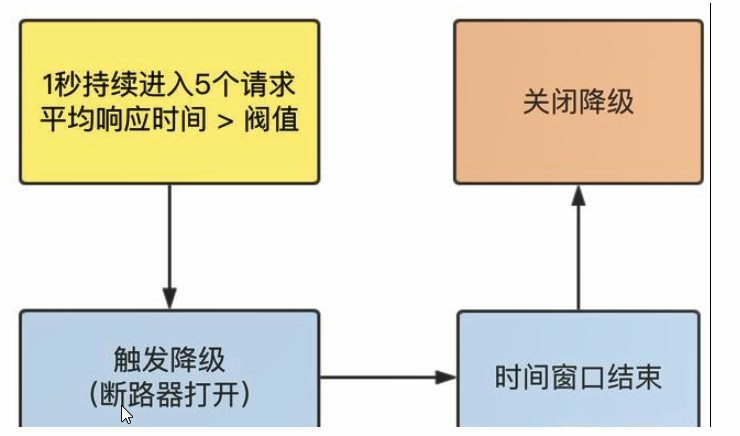 1秒持续进入5个请求
平均响应时间 > 阀值
关闭降级
触发降级
(断路器打开)
时间窗口结束